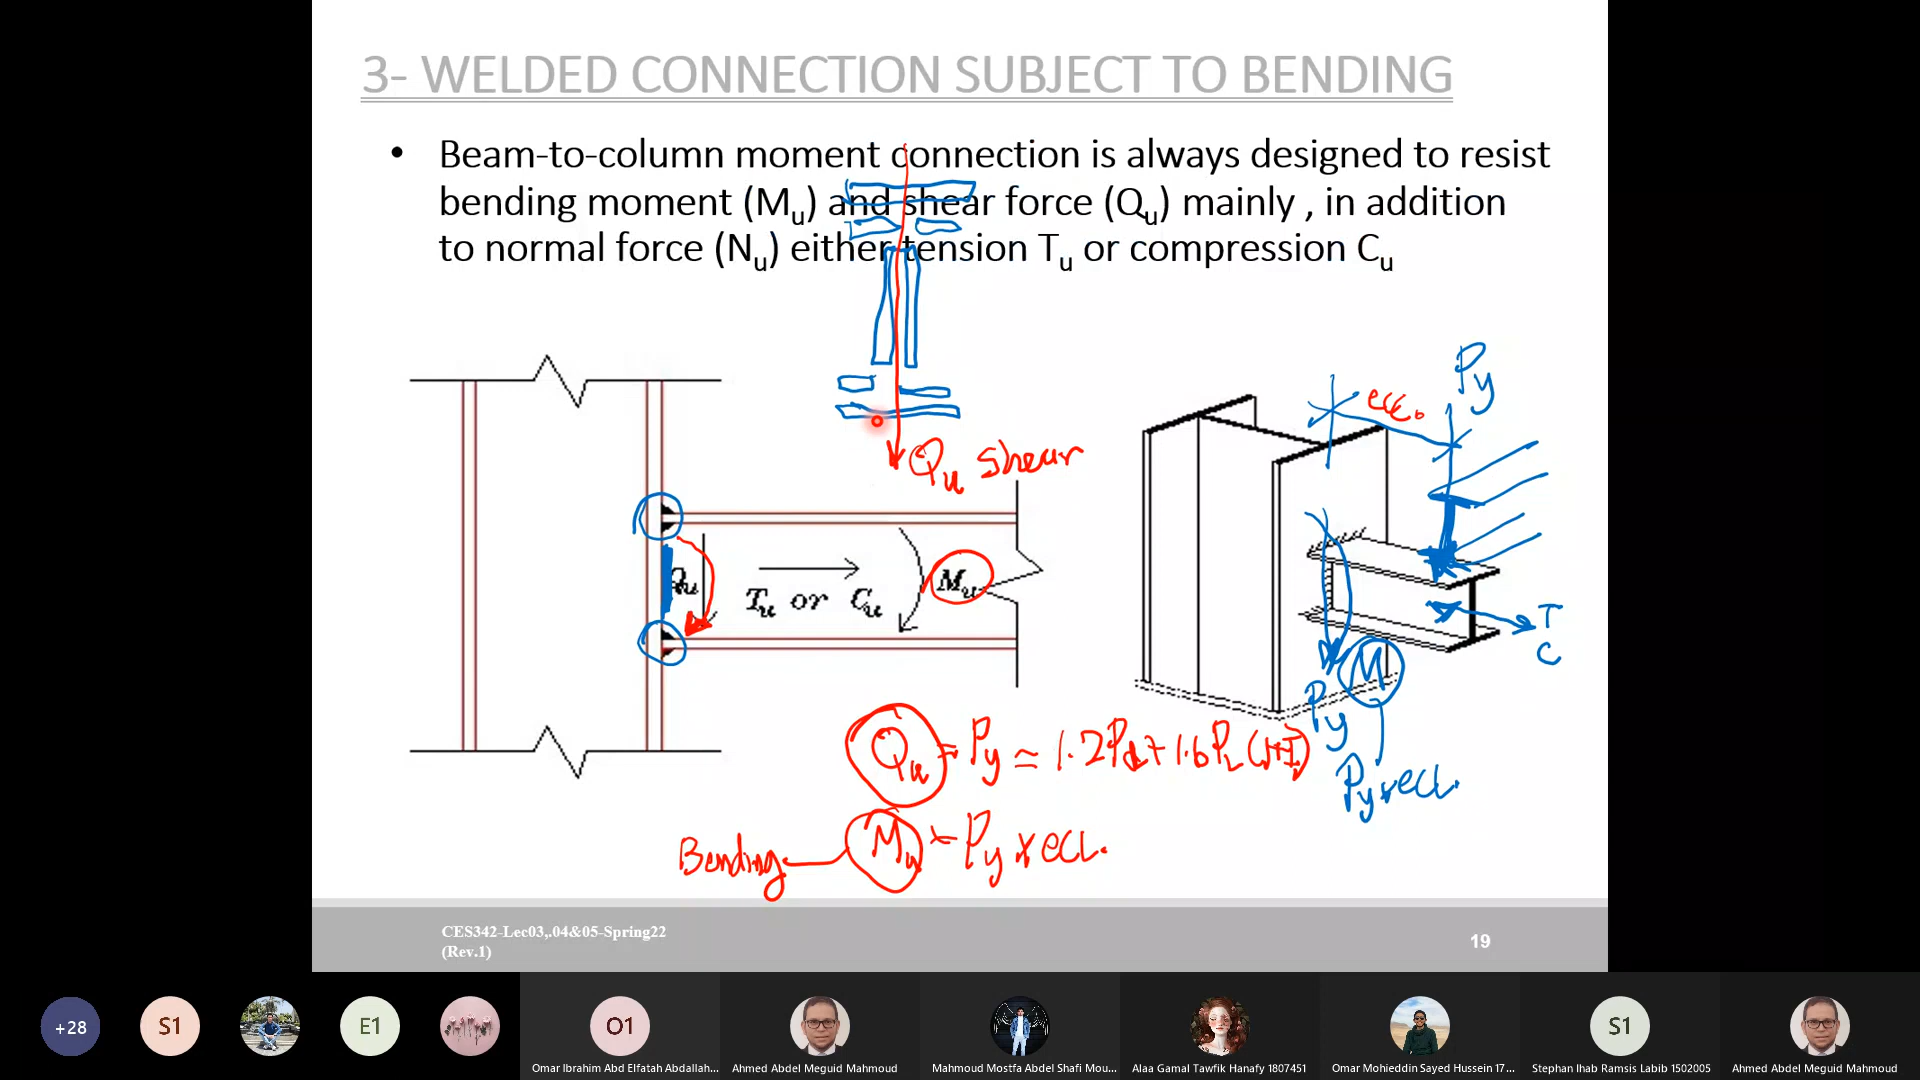 3- WELDED CONNECTION SUBJECT TO BENDING
• Beam-to-column moment connection is always designed to resist
bending moment (Mu) and shear force (Qu) mainly , in addition
to normal force (Nu) either tension Tu or compression Cu
Py
ecc.
Qu shear
Qu
Tu or Cu
Mu
T
C
M
Py
Py x ecc.
Qu = Py = 1.2Pd + 1.6PL (1+I)
Bending Mu = Py x ecc.
CES342-Lec03,.04&05-Spring22
(Rev.1)
19
+28
S1
E1
O1
S1
Omar Ibrahim Abd Elfatah Abdallah...
Ahmed Abdel Meguid Mahmoud
Mahmoud Mostfa Abdel Shafi Mou...
Alaa Gamal Tawfik Hanafy 1807451
Omar Mohieddin Sayed Hussein 17...
Stephan Ihab Ramsis Labib 1502005
Ahmed Abdel Meguid Mahmoud